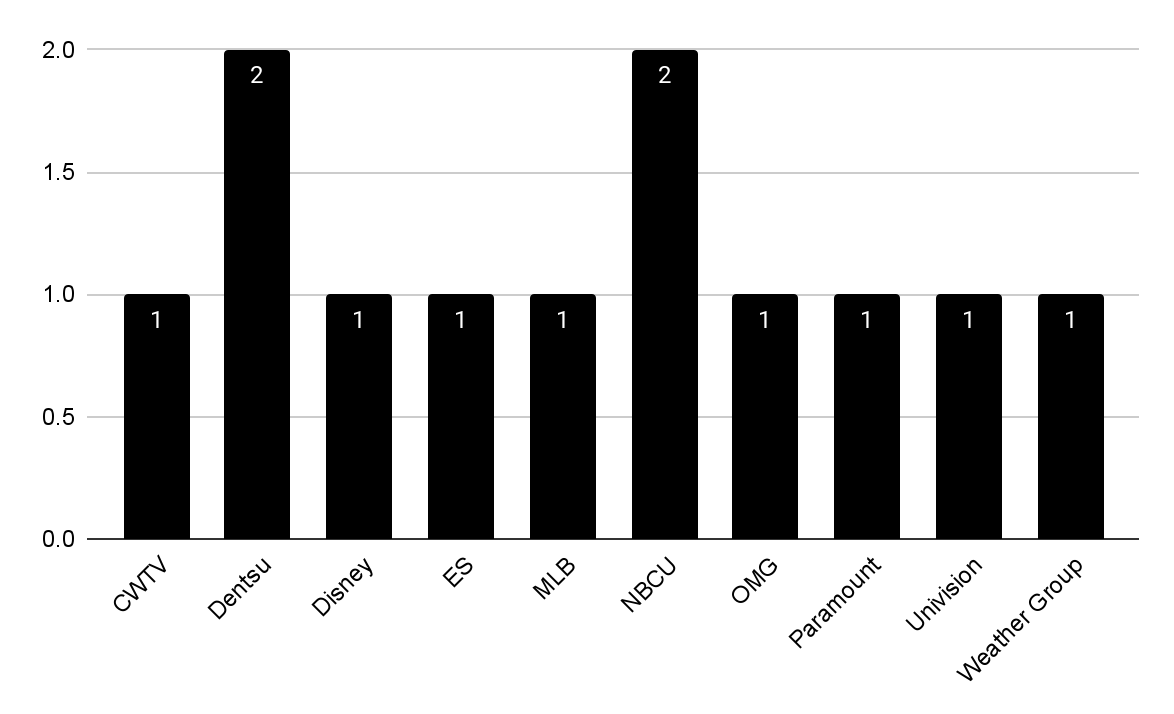 2.0
1.5
1.0
0.5
0.0
1
2
1
1
1
2
1
1
1
1
CWTV
Dentsu
Disney
ES
MLB
NBCU
OMG
Paramount
Univision
Weather Group